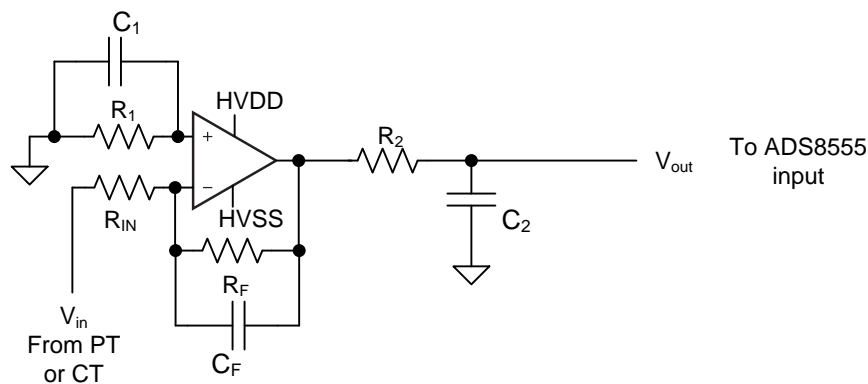 C1
R1
+
HVDD
−
RIN
HVSS
R2
Vout
To ADS8555
input
C2
RF
CF
Vin
From PT
or CT